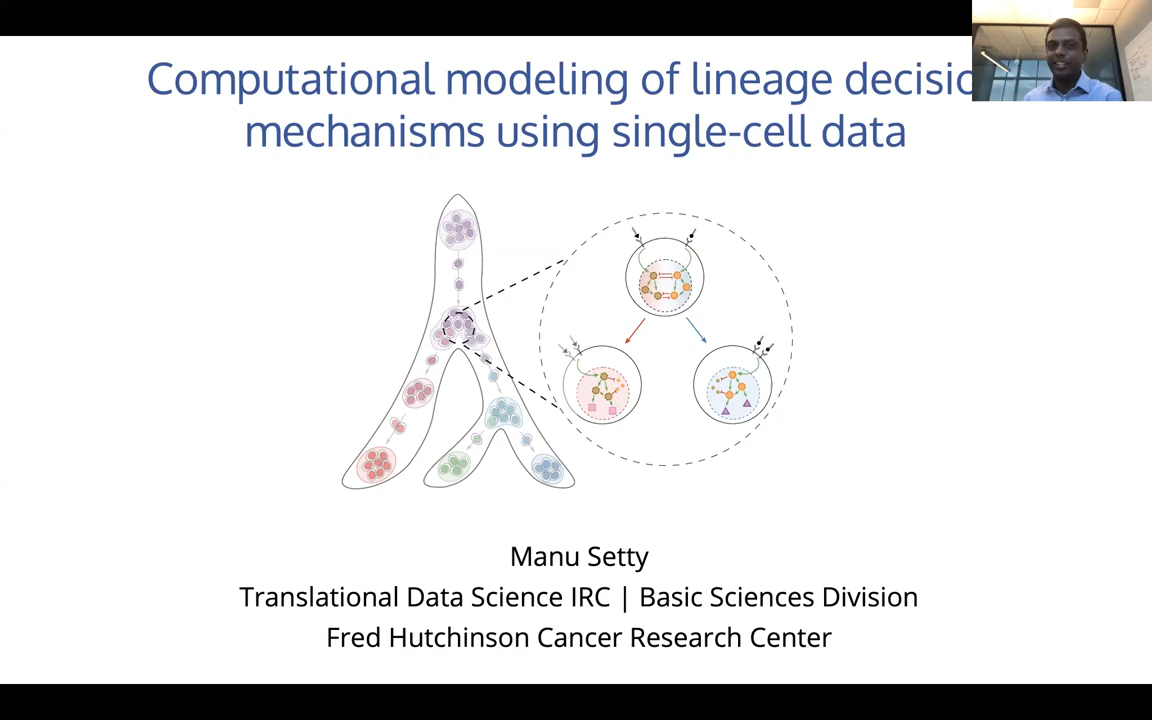 Computational modeling of lineage decisio
mechanisms using single-cell data
Manu Setty
Translational Data Science IRC | Basic Sciences Division
Fred Hutchinson Cancer Research Center